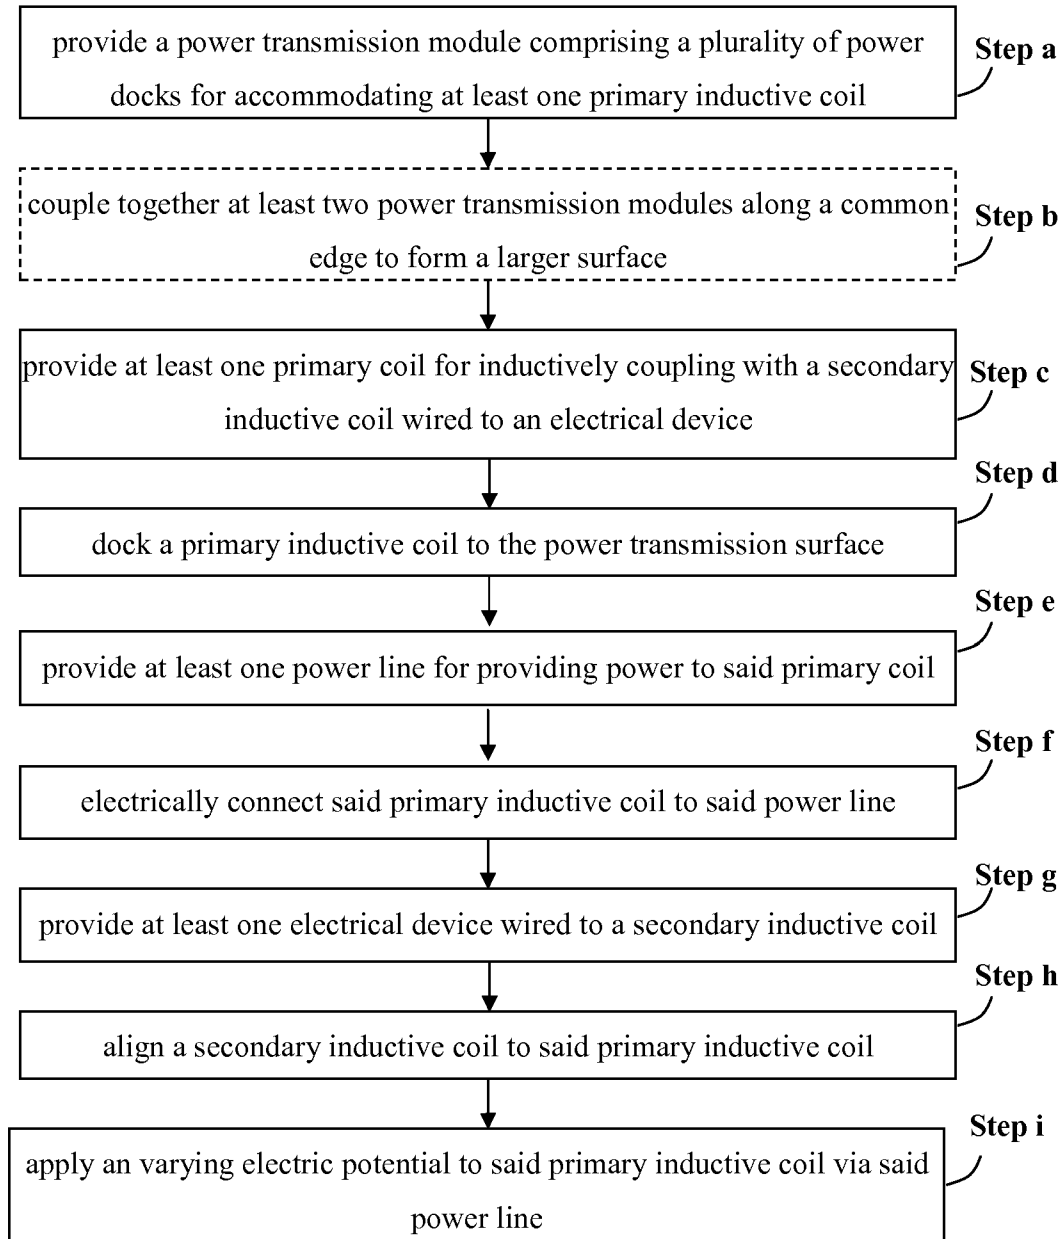 provide a power transmission module comprising a plurality of power
docks for accommodating at least one primary inductive coil
Step a
couple together at least two power transmission modules along a common
edge to form a larger surface
Step b
provide at least one primary coil for inductively coupling with a secondary
inductive coil wired to an electrical device
Step c
dock a primary inductive coil to the power transmission surface
Step d
provide at least one power line for providing power to said primary coil
Step e
electrically connect said primary inductive coil to said power line
Step f
provide at least one electrical device wired to a secondary inductive coil
Step g
align a secondary inductive coil to said primary inductive coil
Step h
apply an varying electric potential to said primary inductive coil via said
power line
Step i